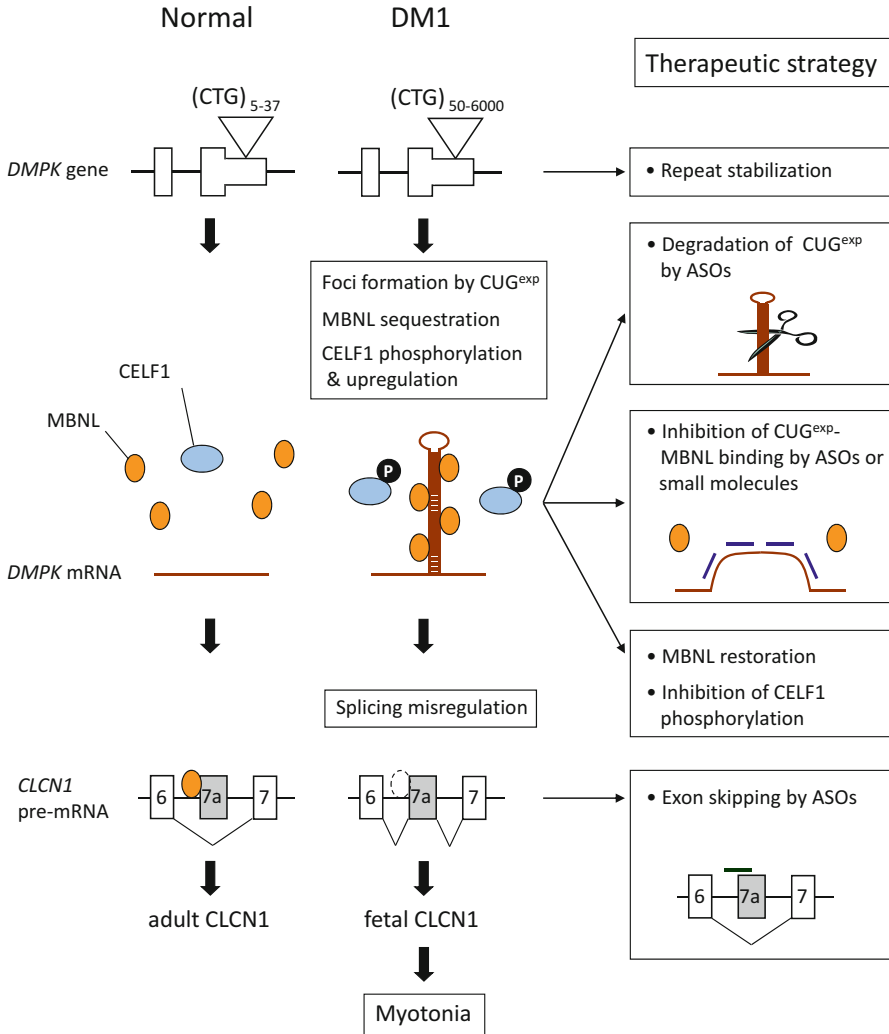 Normal
DM1
Therapeutic strategy
(CTG) 5-37
(CTG) 50-6000
DMPK gene
• Repeat stabilization
Foci formation by CUGexp
MBNL sequestration
CELF1 phosphorylation
& upregulation
• Degradation of CUGexp
by ASOs
CELF1
MBNL
P
P
• Inhibition of CUGexp-
MBNL binding by ASOs or
small molecules
DMPK mRNA
• MBNL restoration
• Inhibition of CELF1
phosphorylation
Splicing misregulation
CLCN1
pre-mRNA
6 7a 7
6 7a 7
• Exon skipping by ASOs
6 7a 7
adult CLCN1
fetal CLCN1
Myotonia